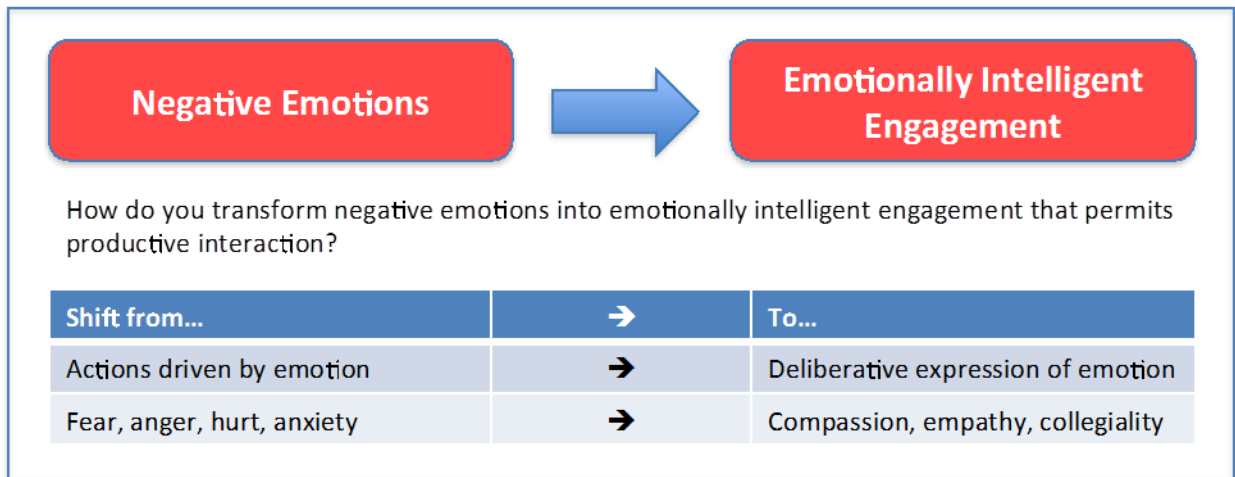 Negative Emotions
Emotionally Intelligent
Engagement
How do you transform negative emotions into emotionally intelligent engagement that permits
productive interaction?
Shift from... → To...
Actions driven by emotion → Deliberative expression of emotion
Fear, anger, hurt, anxiety → Compassion, empathy, collegiality